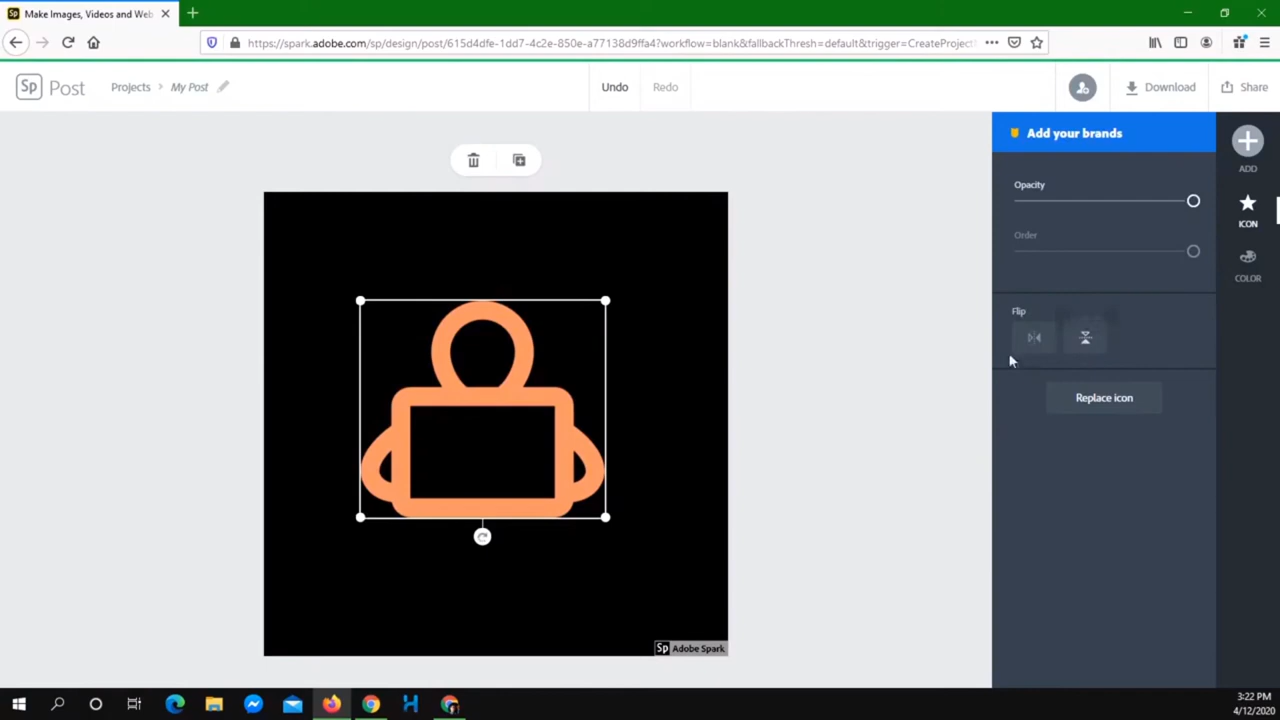 Sp Make Images, Videos and Web
https://spark.adobe.com/sp/design/post/615d4dfe-1dd7-4c2e-850e-a77138d9ffa4?workflow=blank&fallbackThresh=default&trigger=CreateProject
Sp Post Projects > My Post Undo Redo Download Share
Add your brands
ADD
Opacity
ICON
Order
COLOR
Flip
Replace icon
Sp Adobe Spark
3:22 PM
4/12/2020